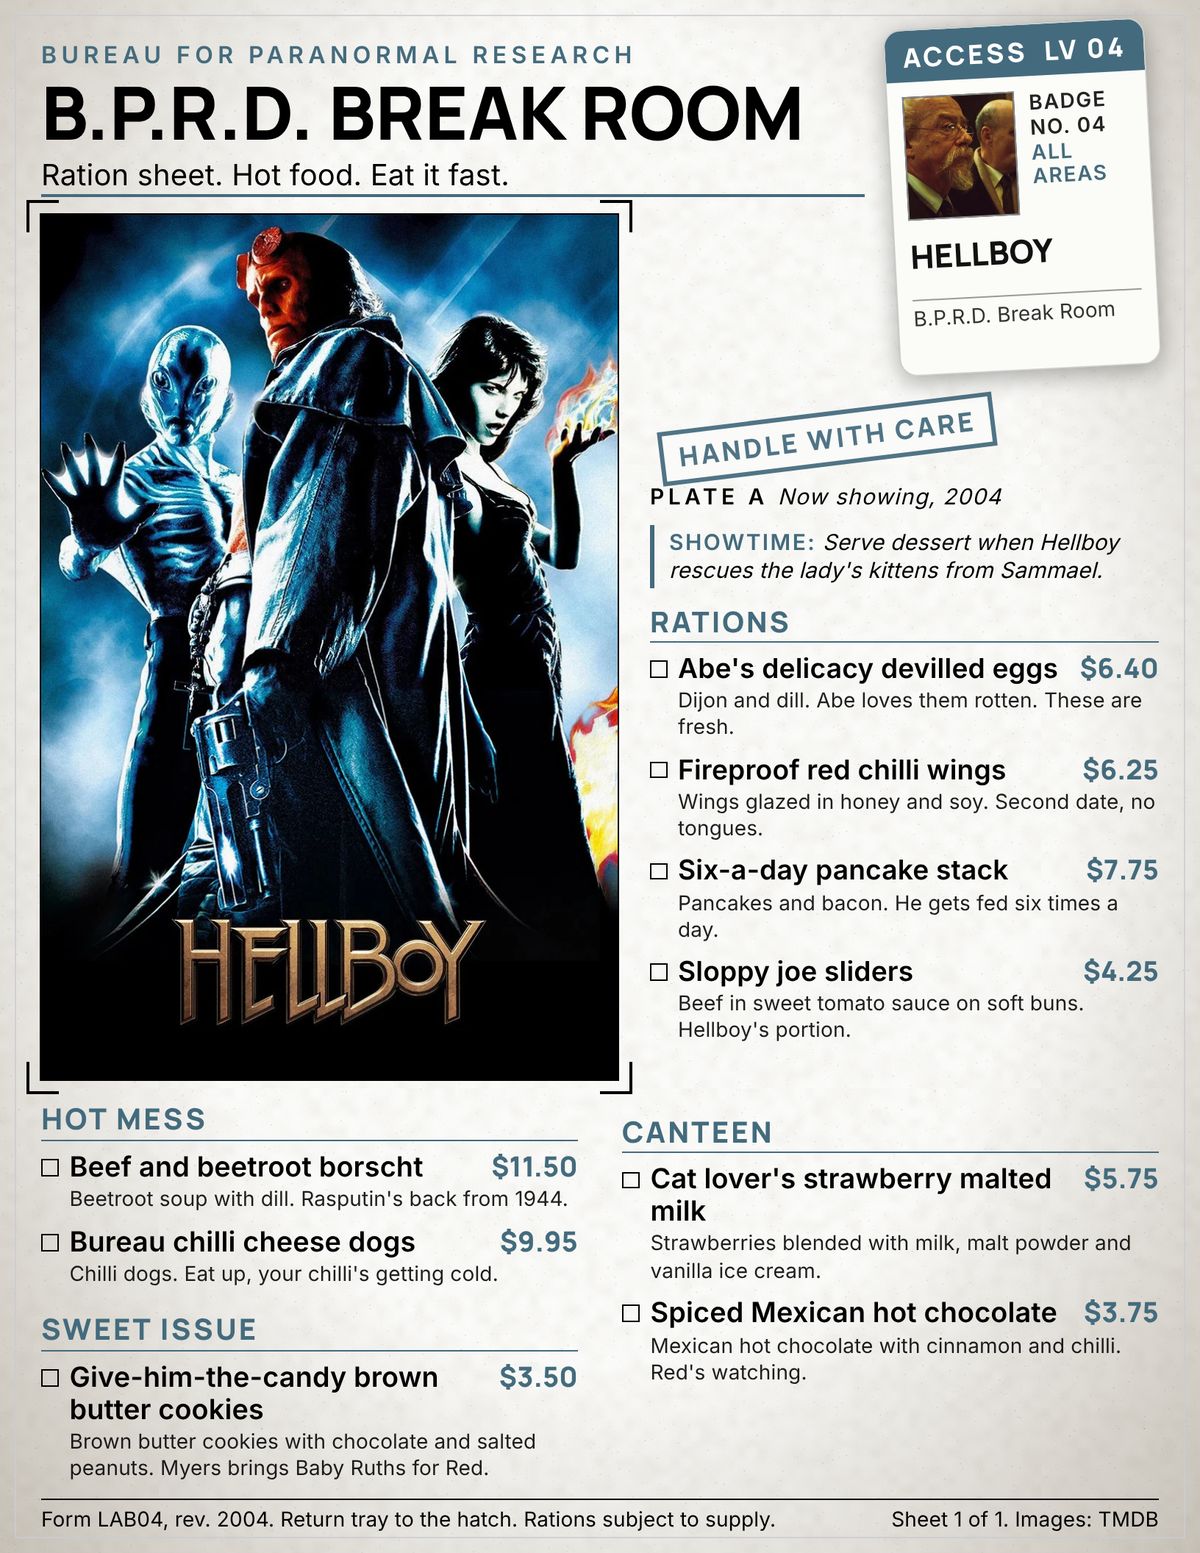 BUREAU FOR PARANORMAL RESEARCH
B.P.R.D. BREAK ROOM
Ration sheet. Hot food. Eat it fast.
ACCESS LV 04
BADGE
NO. 04
ALL
AREAS
HELLBOY
B.P.R.D. Break Room
HELLBOY
HANDLE WITH CARE
PLATE A Now showing, 2004
SHOWTIME: Serve dessert when Hellboy
rescues the lady's kittens from Sammael.
RATIONS
Abe's delicacy devilled eggs $6.40
Dijon and dill. Abe loves them rotten. These are
fresh.
Fireproof red chilli wings $6.25
Wings glazed in honey and soy. Second date, no
tongues.
Six-a-day pancake stack $7.75
Pancakes and bacon. He gets fed six times a
day.
Sloppy joe sliders $4.25
Beef in sweet tomato sauce on soft buns.
Hellboy's portion.
HOT MESS
Beef and beetroot borscht $11.50
Beetroot soup with dill. Rasputin's back from 1944.
Bureau chilli cheese dogs $9.95
Chilli dogs. Eat up, your chilli's getting cold.
SWEET ISSUE
Give-him-the-candy brown $3.50
butter cookies
Brown butter cookies with chocolate and salted
peanuts. Myers brings Baby Ruths for Red.
CANTEEN
Cat lover's strawberry malted $5.75
milk
Strawberries blended with milk, malt powder and
vanilla ice cream.
Spiced Mexican hot chocolate $3.75
Mexican hot chocolate with cinnamon and chilli.
Red's watching.
Form LAB04, rev. 2004. Return tray to the hatch. Rations subject to supply.
Sheet 1 of 1. Images: TMDB